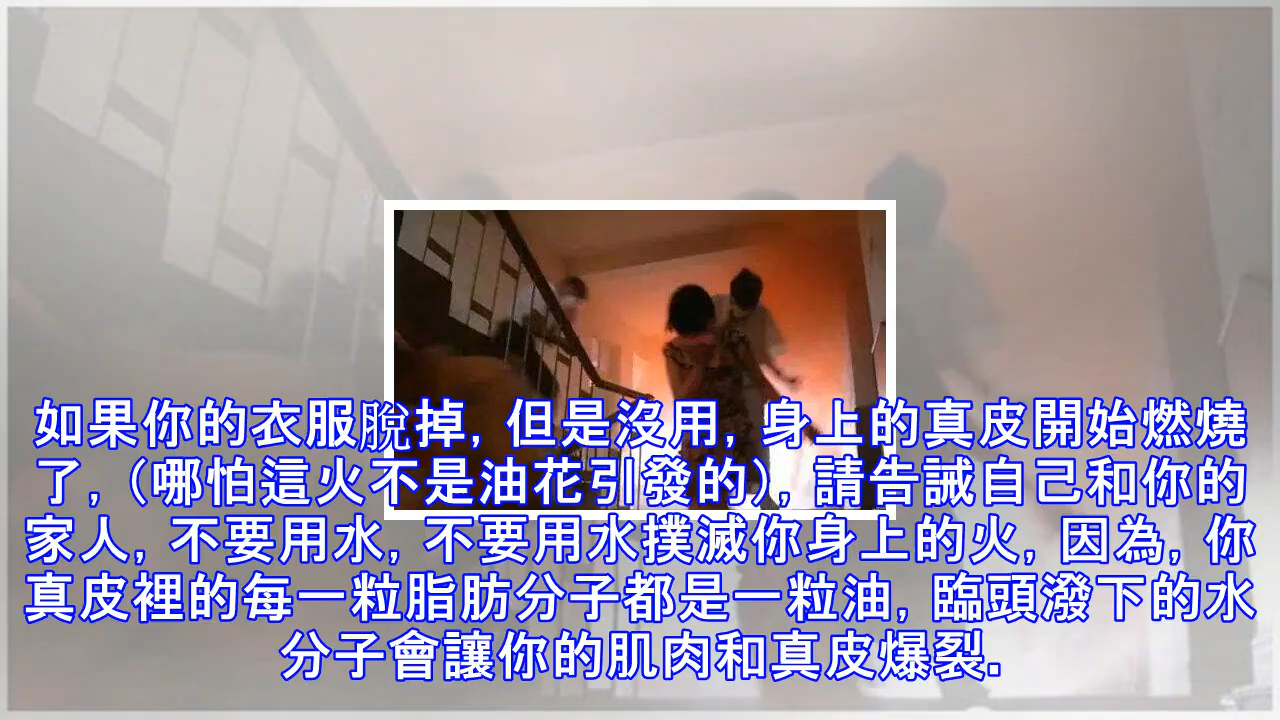 如果你的衣服脫掉, 但是沒用, 身上的真皮開始燃燒
了, (哪怕這火不是油花引發的), 請告誡自己和你的
家人, 不要用水, 不要用水撲滅你身上的火, 因為, 你
真皮裡的每一粒脂肪分子都是一粒油, 臨頭潑下的水
分子會讓你的肌肉和真皮爆裂.